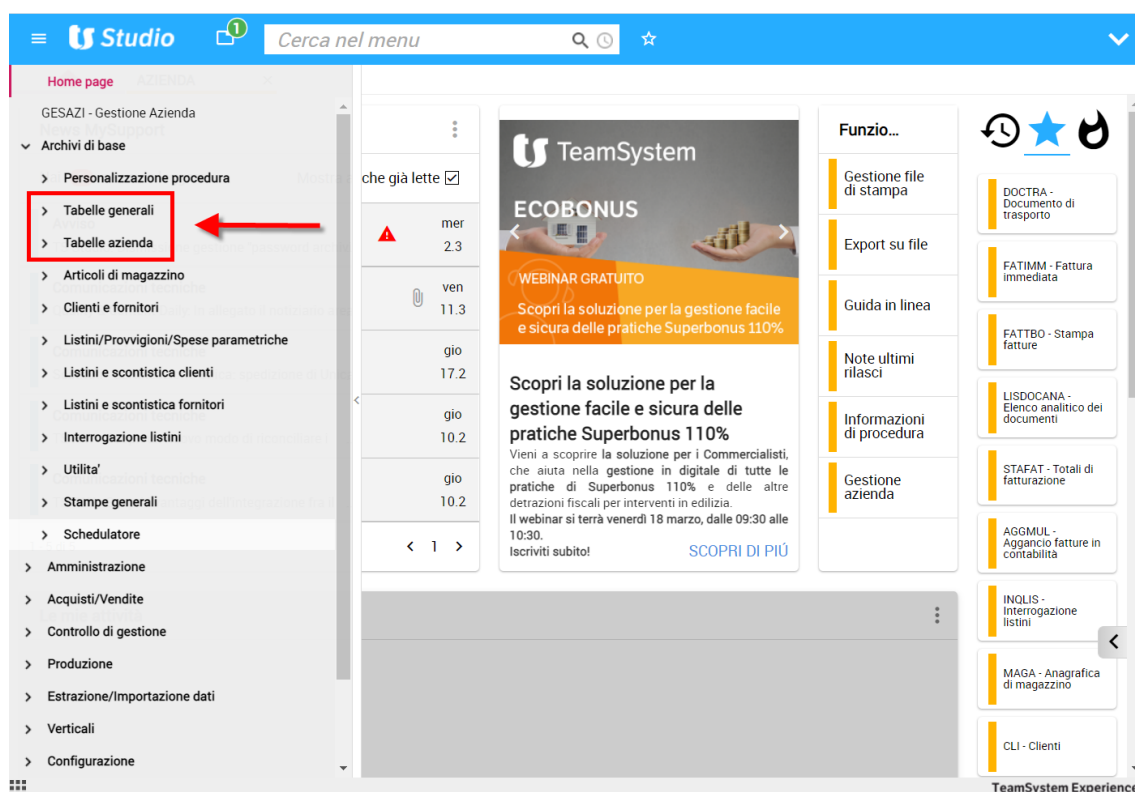 Studio
1
Cerca nel menu
Home page
AZIENDA
GESAZI - Gestione Azienda
News MySupport
Archivi di base
Personalizzazione procedura
che già lette
Tabelle generali
Tabelle azienda
Articoli di magazzino
Clienti e fornitori
Listini/Provvigioni/Spese parametriche
Listini e scontistica clienti
Listini e scontistica fornitori
Interrogazione listini
Utilita'
Stampe generali
Schedulatore
Amministrazione
Acquisti/Vendite
Controllo di gestione
Produzione
Estrazione/Importazione dati
Verticali
Configurazione
mer
2.3
ven
11.3
gio
17.2
gio
10.2
gio
10.2
1
TeamSystem
ECOBONUS
WEBINAR GRATUITO
Scopri la soluzione per la gestione facile
e sicura delle pratiche Superbonus 110%
Scopri la soluzione per la
gestione facile e sicura delle
pratiche Superbonus 110%
Vieni a scoprire la soluzione per i Commercialisti,
che aiuta nella gestione in digitale di tutte le
pratiche di Superbonus 110% e delle altre
detrazioni fiscali per interventi in edilizia.
Il webinar si terrà venerdì 18 marzo, dalle 09:30 alle
10:30.
Iscriviti subito!
SCOPRI DI PIÚ
Funzio...
Gestione file
di stampa
Export su file
Guida in linea
Note ultimi
rilasci
Informazioni
di procedura
Gestione
azienda
DOCTRA -
Documento di
trasporto
FATIMM - Fattura
immediata
FATTBO - Stampa
fatture
LISDOCANA -
Elenco analitico dei
documenti
STAFAT - Totali di
fatturazione
AGGMUL -
Aggancio fatture in
contabilità
INQLIS -
Interrogazione
listini
MAGA - Anagrafica
di magazzino
CLI - Clienti
TeamSystem Experience